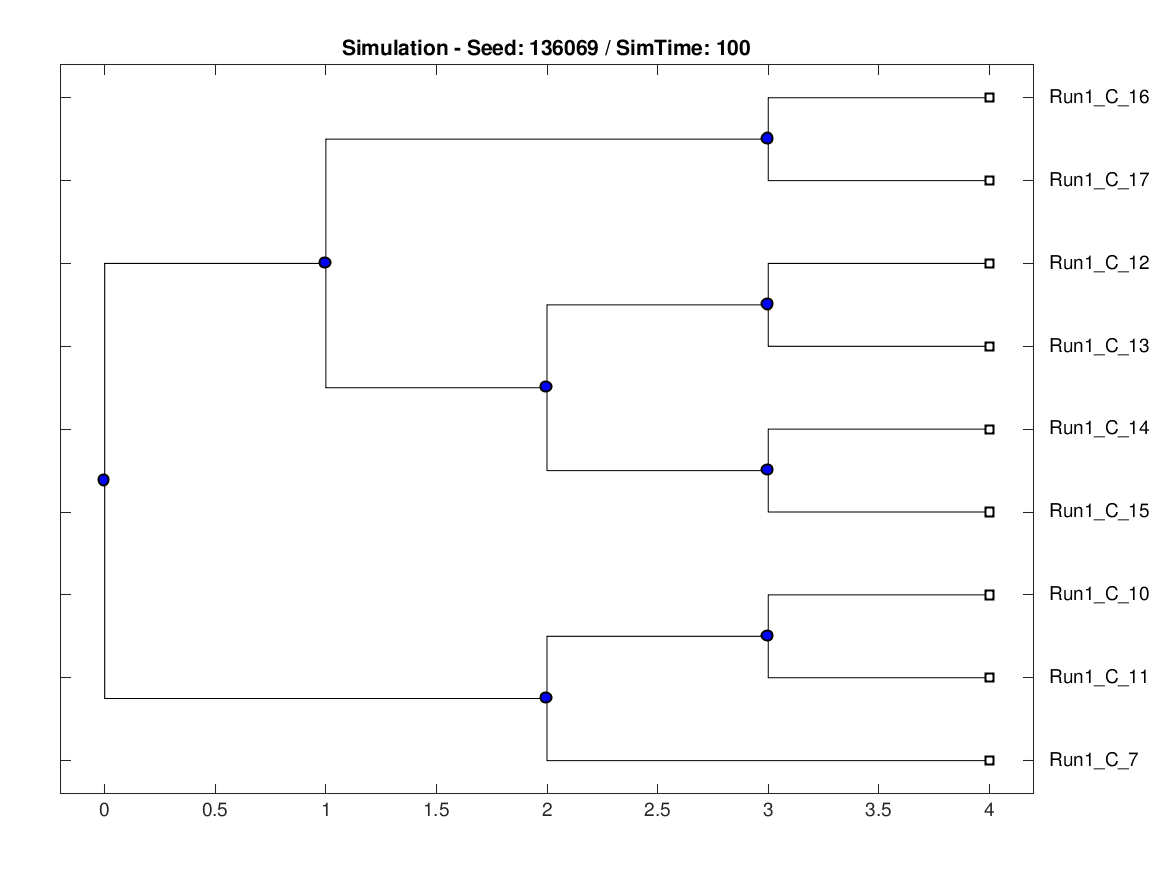 Simulation - Seed: 136069 / SimTime: 100
Run1_C_16
Run1_C_17
Run1_C_12
Run1_C_13
Run1_C_14
Run1_C_15
Run1_C_10
Run1_C_11
Run1_C_7
0 0.5 1 1.5 2 2.5 3 3.5 4